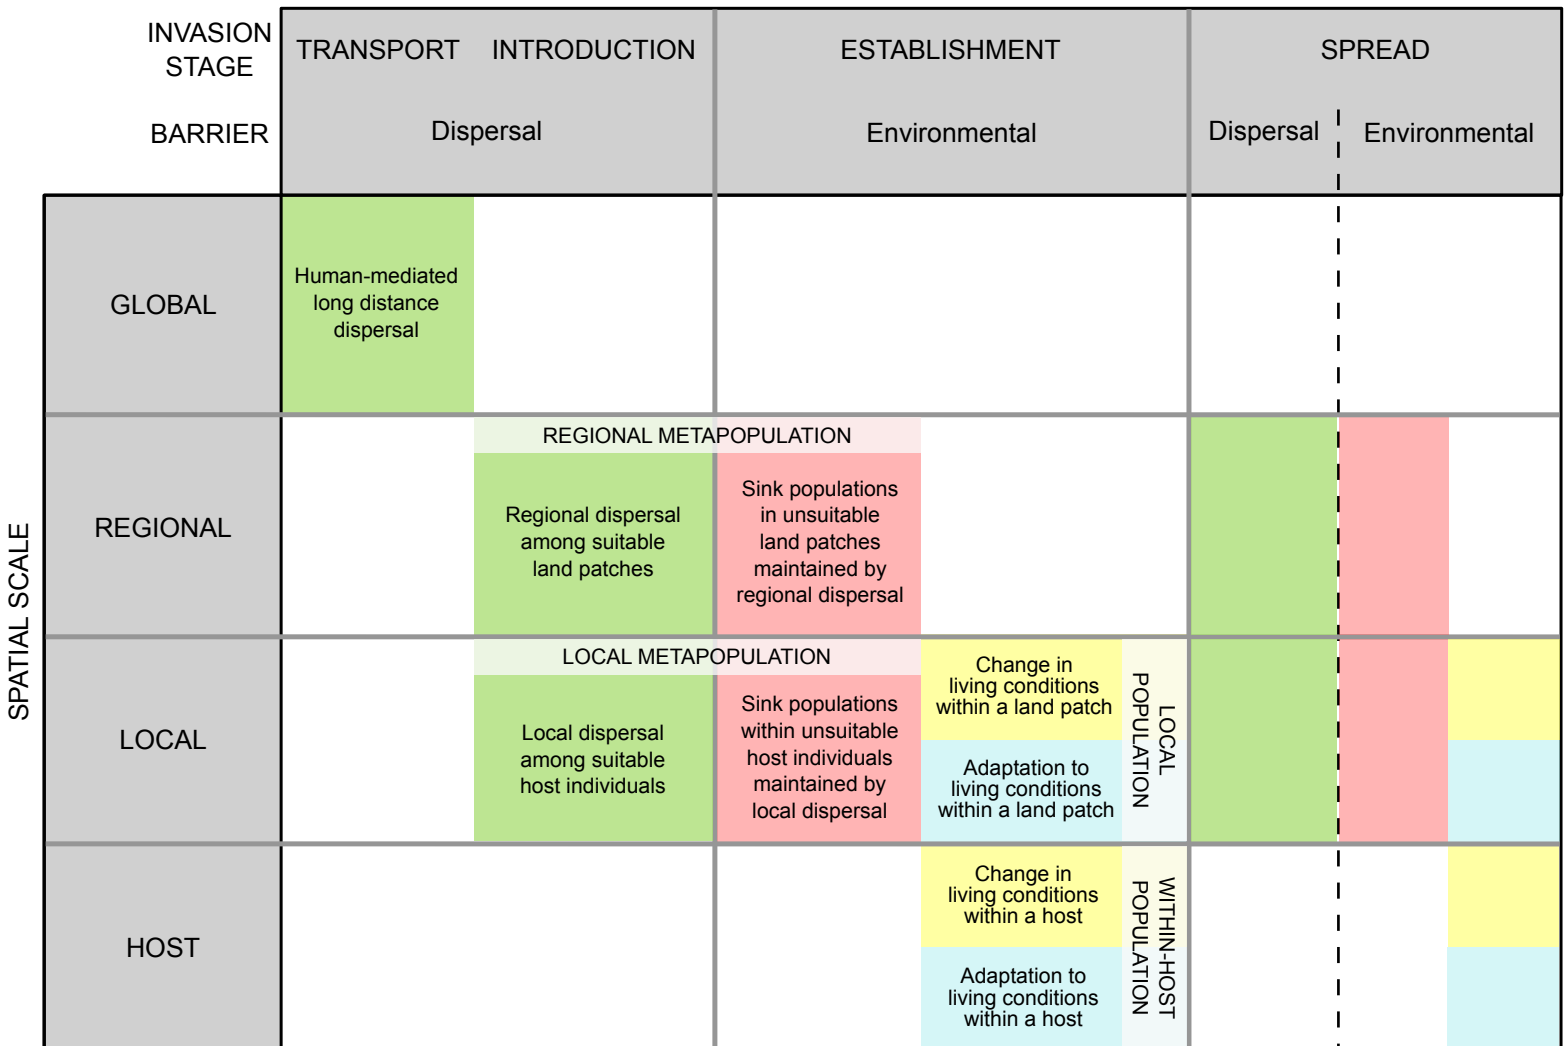 INVASION
STAGE
TRANSPORT
INTRODUCTION
ESTABLISHMENT
SPREAD
BARRIER
Dispersal
Environmental
Dispersal
Environmental
SPATIAL SCALE
GLOBAL
Human-mediated
long distance
dispersal
REGIONAL
REGIONAL METAPOPULATION
Regional dispersal
among suitable
land patches
Sink populations
in unsuitable
land patches
maintained by
regional dispersal
LOCAL
LOCAL METAPOPULATION
Local dispersal
among suitable
host individuals
Sink populations
within unsuitable
host individuals
maintained by
local dispersal
Change in
living conditions
within a land patch
Adaptation to
living conditions
within a land patch
LOCAL
POPULATION
HOST
Change in
living conditions
within a host
Adaptation to
living conditions
within a host
WITHIN-HOST
POPULATION